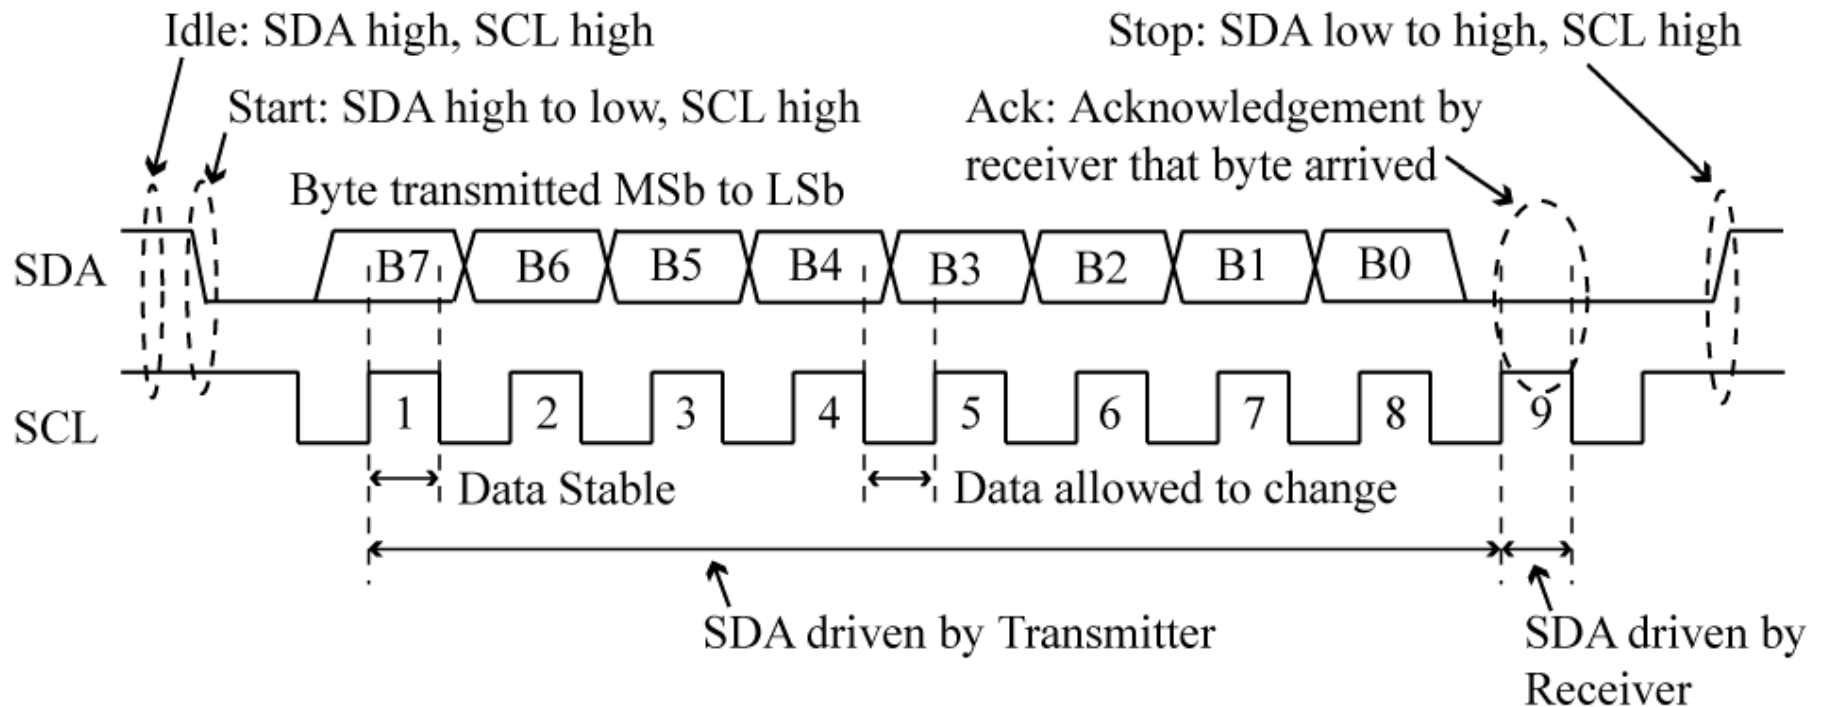 Idle: SDA high, SCL high
Stop: SDA low to high, SCL high
Start: SDA high to low, SCL high
Ack: Acknowledgement by
receiver that byte arrived
Byte transmitted MSb to LSb
SDA
B7 B6 B5 B4 B3 B2 B1 B0
SCL
1 2 3 4 5 6 7 8 9
Data Stable
Data allowed to change
SDA driven by Transmitter
SDA driven by
Receiver